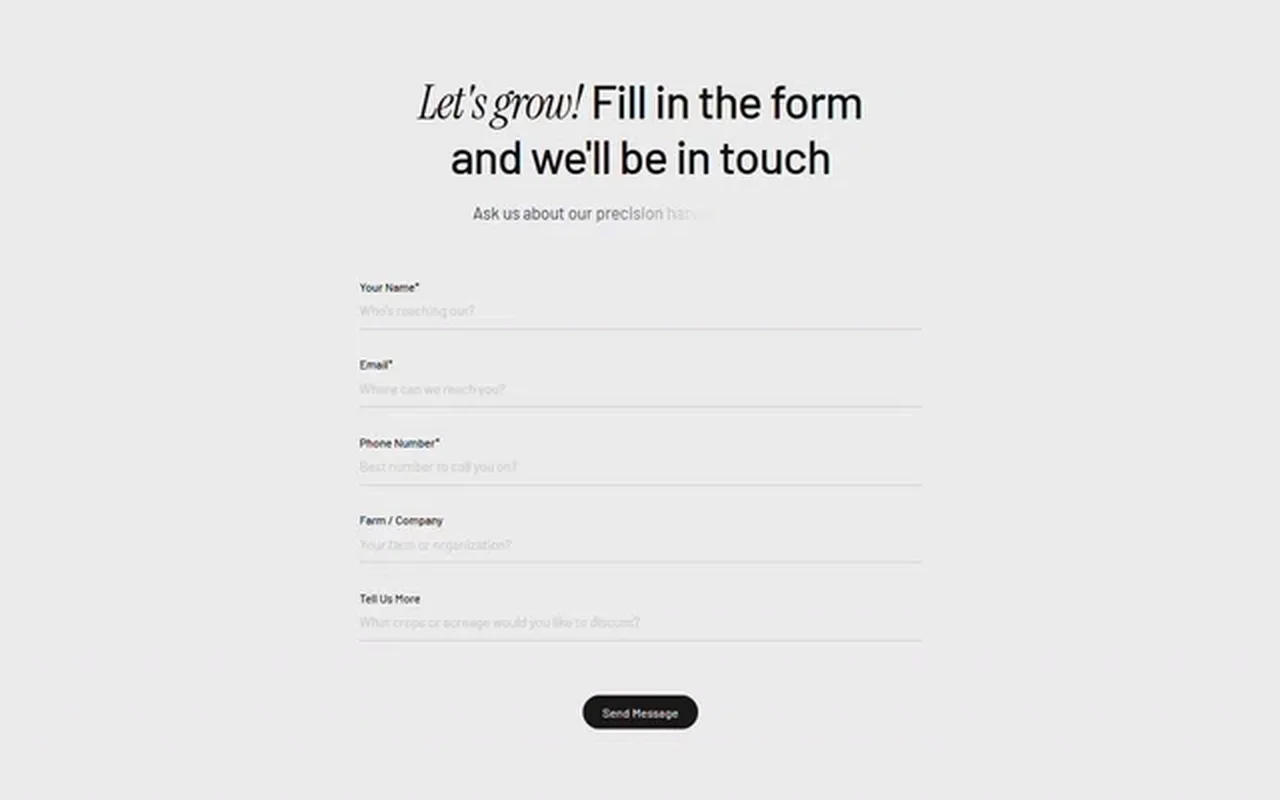 Let's grow! Fill in the form
and we'll be in touch
Ask us about our precision
Your Name*
Who's reaching out?
Email*
Where can we reach you?
Phone Number*
Best number to call you on?
Farm / Company
Your farm or organization?
Tell Us More
What crops or acreage would you like to discuss?
Send Message